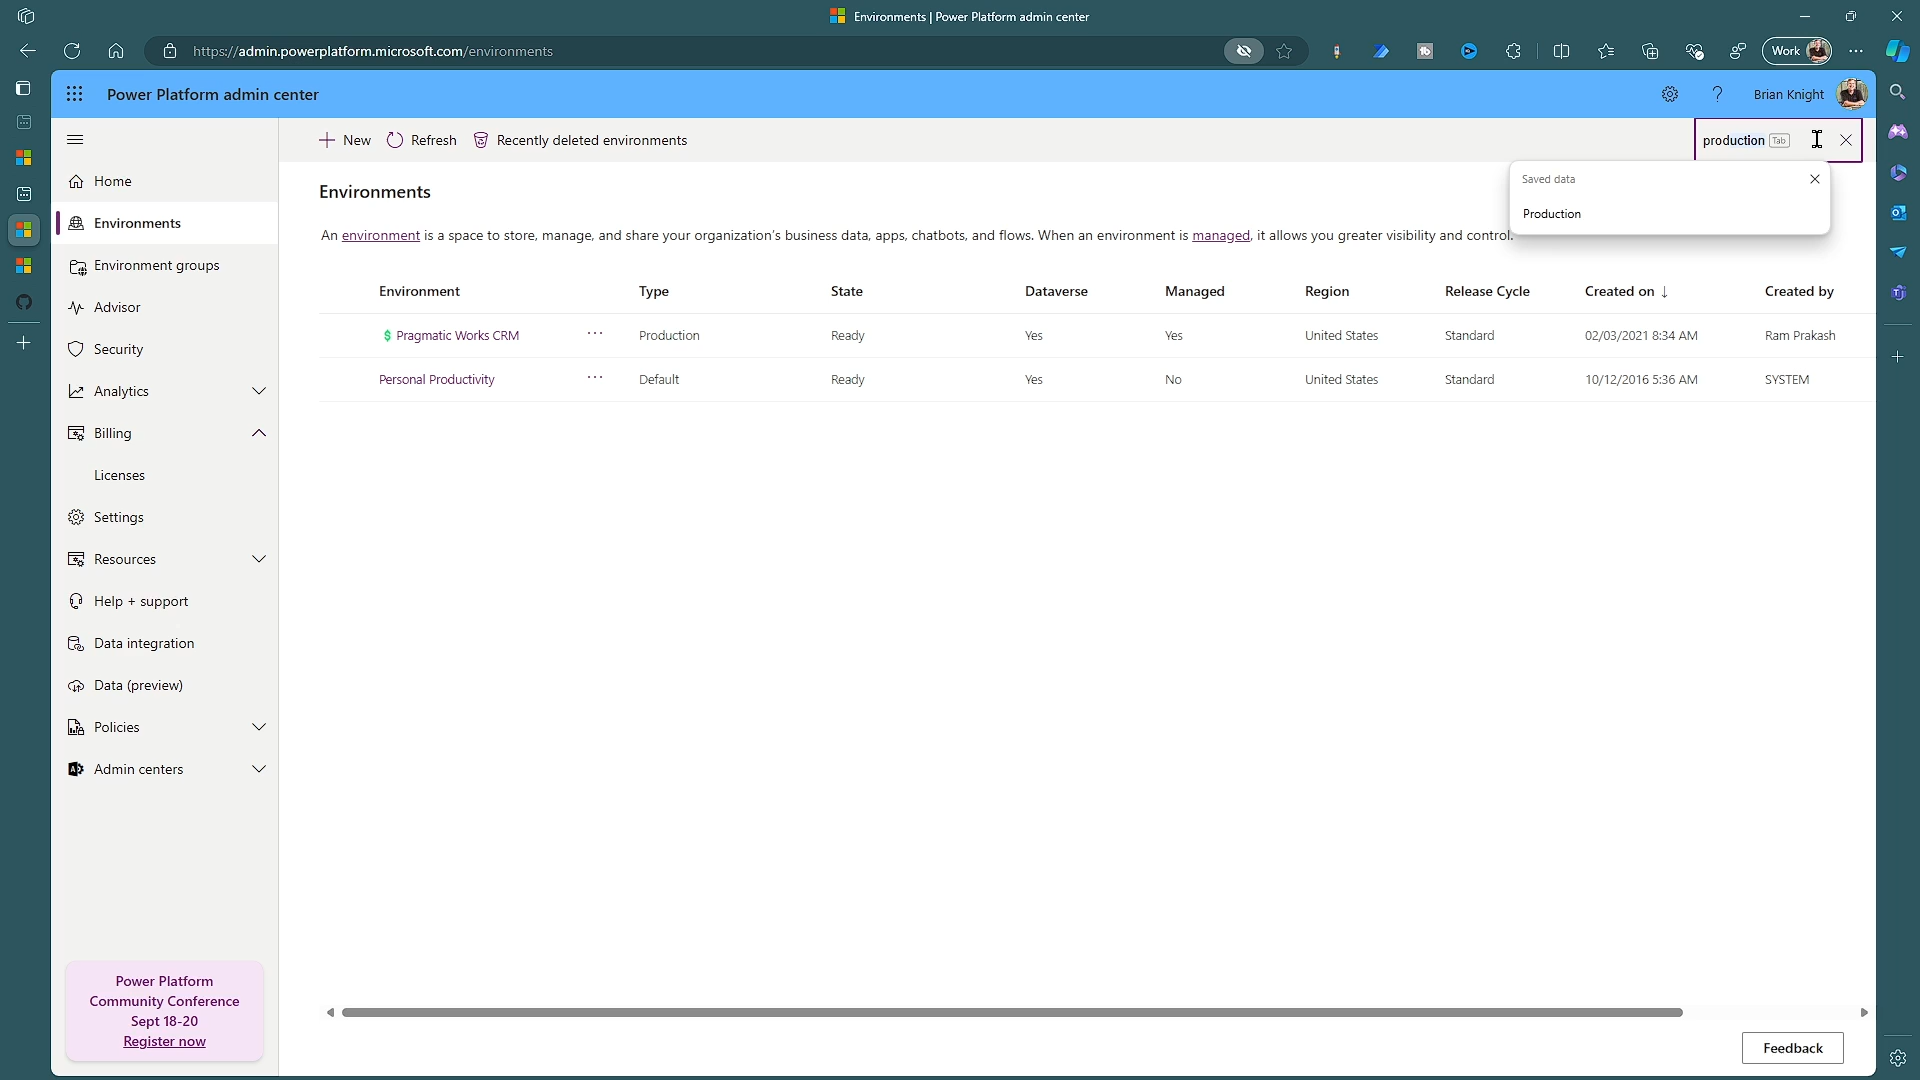 Environments | Power Platform admin center
https://admin.powerplatform.microsoft.com/environments
Work
Power Platform admin center
Brian Knight
New
Refresh
Recently deleted environments
production
Tab
Saved data
Production
Home
Environments
Environment groups
Advisor
Security
Analytics
Billing
Licenses
Settings
Resources
Help + support
Data integration
Data (preview)
Policies
Admin centers
Power Platform
Community Conference
Sept 18-20
Register now
Environments
An environment is a space to store, manage, and share your organization's business data, apps, chatbots, and flows. When an environment is managed, it allows you greater visibility and control.
Environment Type State Dataverse Managed Region Release Cycle Created on ↓ Created by
$ Pragmatic Works CRM ... Production Ready Yes Yes United States Standard 02/03/2021 8:34 AM Ram Prakash
Personal Productivity ... Default Ready Yes No United States Standard 10/12/2016 5:36 AM SYSTEM
Feedback